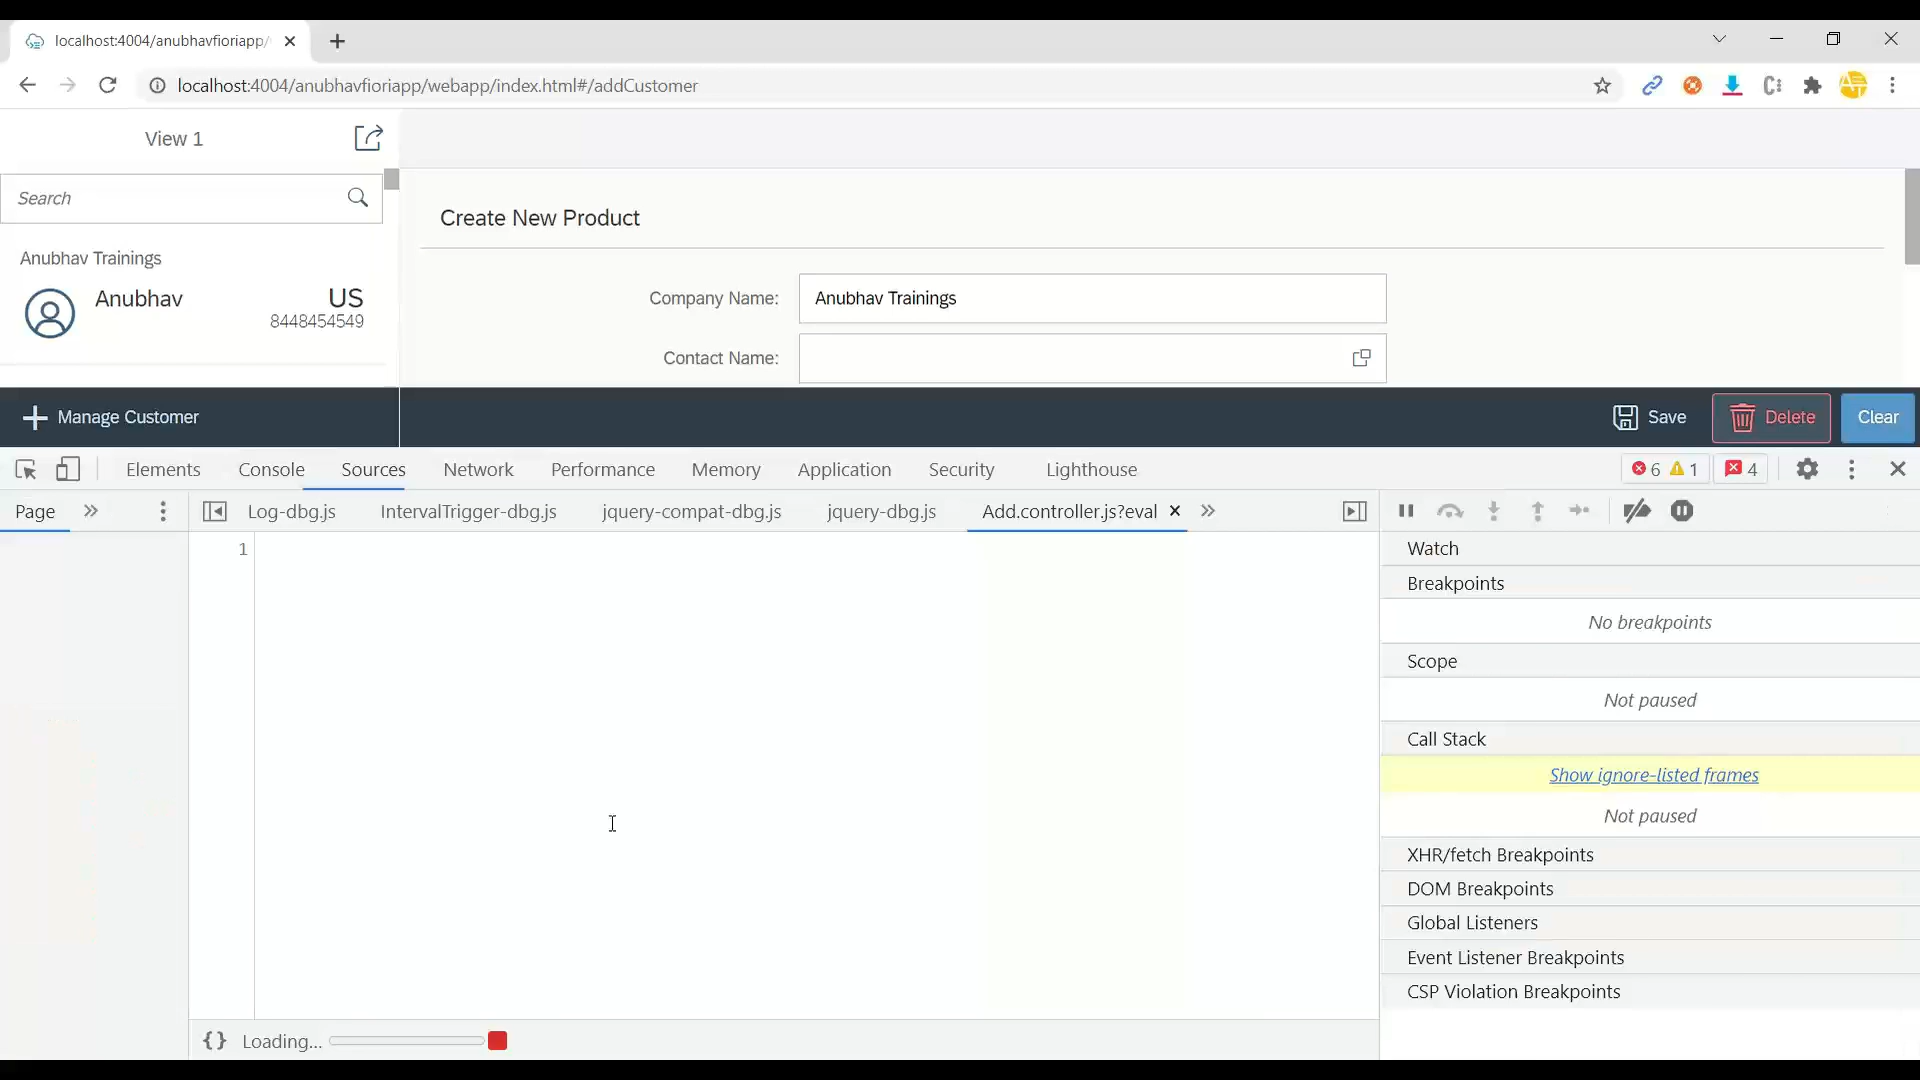 localhost:4004/anubhavfioriapp/
localhost:4004/anubhavfioriapp/webapp/index.html#/addCustomer
View 1
Search
Create New Product
Anubhav Trainings
Anubhav
US
8448454549
Company Name:
Anubhav Trainings
Contact Name:
Manage Customer
Save
Delete
Clear
Elements Console Sources Network Performance Memory Application Security Lighthouse
6 1 4
Page
Log-dbg.js IntervalTrigger-dbg.js jquery-compat-dbg.js jquery-dbg.js Add.controller.js?eval
1
Watch
Breakpoints
No breakpoints
Scope
Not paused
Call Stack
Show ignore-listed frames
Not paused
XHR/fetch Breakpoints
DOM Breakpoints
Global Listeners
Event Listener Breakpoints
CSP Violation Breakpoints
{} Loading...